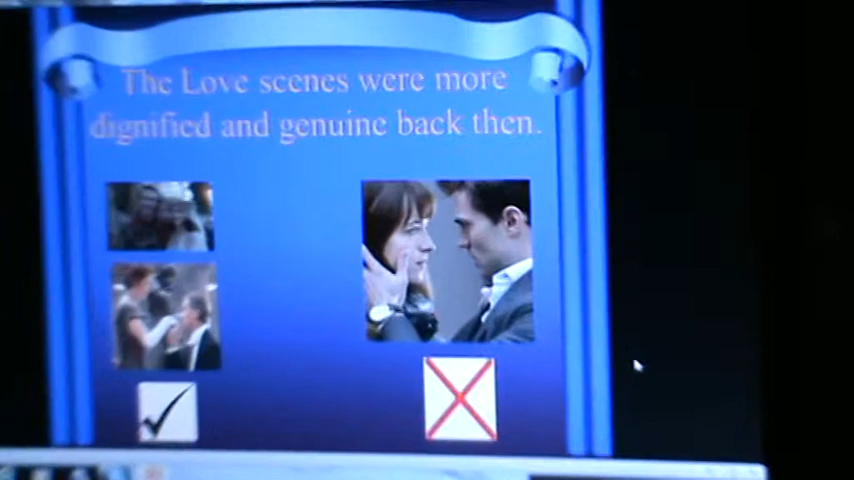 The Love scenes were more
dignified and genuine back then.